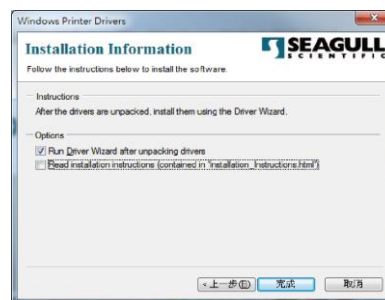 Windows Printer Drivers
Installation Information
SEAGULL
SCIENTIFIC
Follow the instructions below to install the software.
Instructions
After the drivers are unpacked, install them using the Driver Wizard.
Options
Run Driver Wizard after unpacking drivers
Read installation instructions (contained in "Installation_Instructions.html")
<上一步(B)
完成
取消